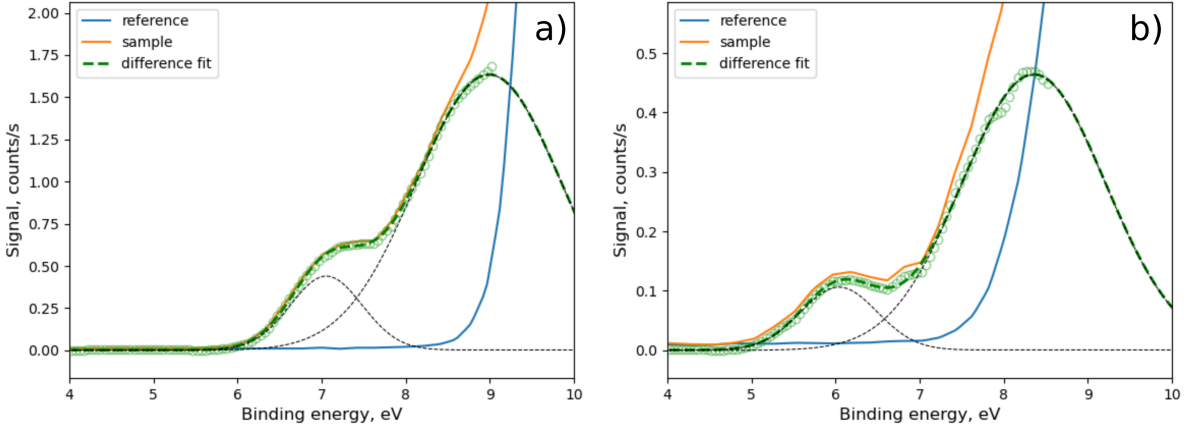 reference
sample
difference fit
a)
2.00
1.75
1.50
1.25
1.00
0.75
0.50
0.25
0.00
Signal, counts/s
4 5 6 7 8 9 10
Binding energy, eV
reference
sample
difference fit
b)
0.5
0.4
0.3
0.2
0.1
0.0
Signal, counts/s
4 5 6 7 8 9 10
Binding energy, eV